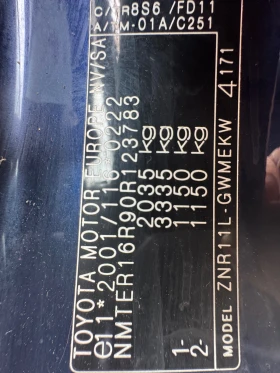 TOYOTA MOTOR EUROPE NV/SA
e11*2001/116*0222
NMTER16R90R123783
2035 kg
3335 kg
1- 1150 kg
2- 1150 kg
MODEL ZNR11L-GWMEKW 4171
C/TR8S6 /FD11
A/TM-01A/C251